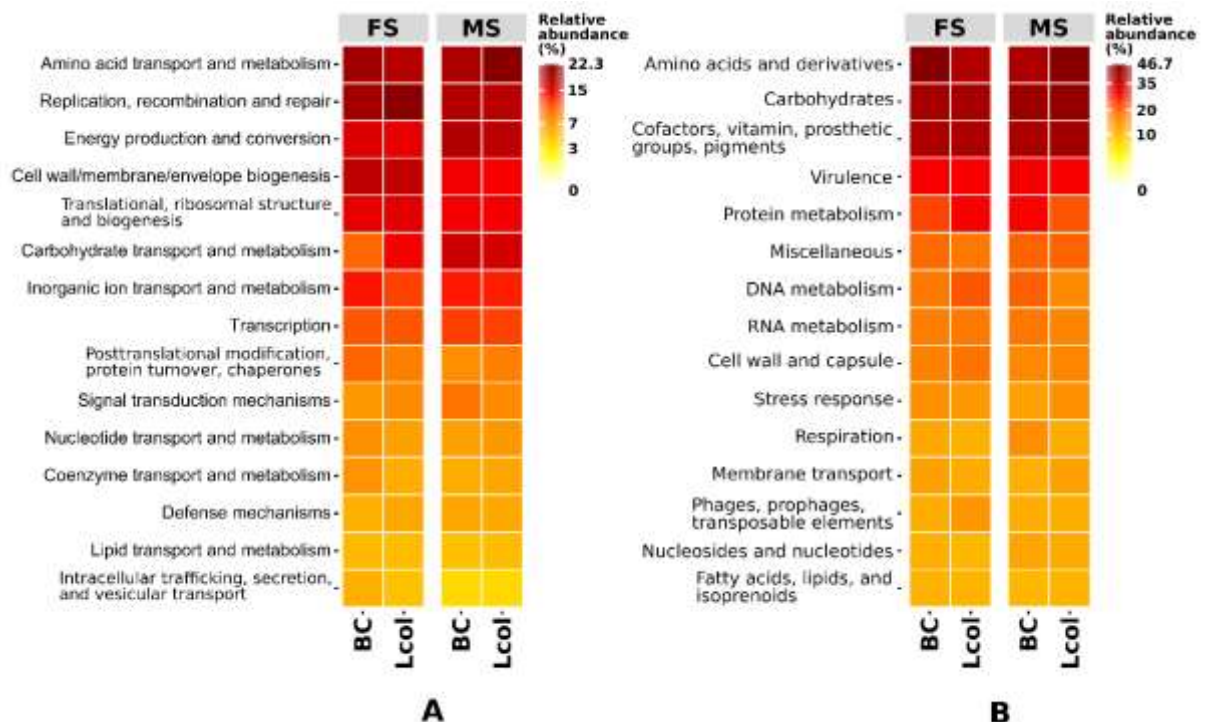 FS MS
Relative
abundance
(%)
22.3
15
7
3
0
Amino acid transport and metabolism
Replication, recombination and repair
Energy production and conversion
Cell wall/membrane/envelope biogenesis
Translational, ribosomal structure
and biogenesis
Carbohydrate transport and metabolism
Inorganic ion transport and metabolism
Transcription
Posttranslational modification,
protein turnover, chaperones
Signal transduction mechanisms
Nucleotide transport and metabolism
Coenzyme transport and metabolism
Defense mechanisms
Lipid transport and metabolism
Intracellular trafficking, secretion,
and vesicular transport
BC Lcol BC Lcol
A
FS MS
Relative
abundance
(%)
46.7
35
20
10
0
Amino acids and derivatives
Carbohydrates
Cofactors, vitamin, prosthetic
groups, pigments
Virulence
Protein metabolism
Miscellaneous
DNA metabolism
RNA metabolism
Cell wall and capsule
Stress response
Respiration
Membrane transport
Phages, prophages,
transposable elements
Nucleosides and nucleotides
Fatty acids, lipids, and
isoprenoids
BC Lcol BC Lcol
B